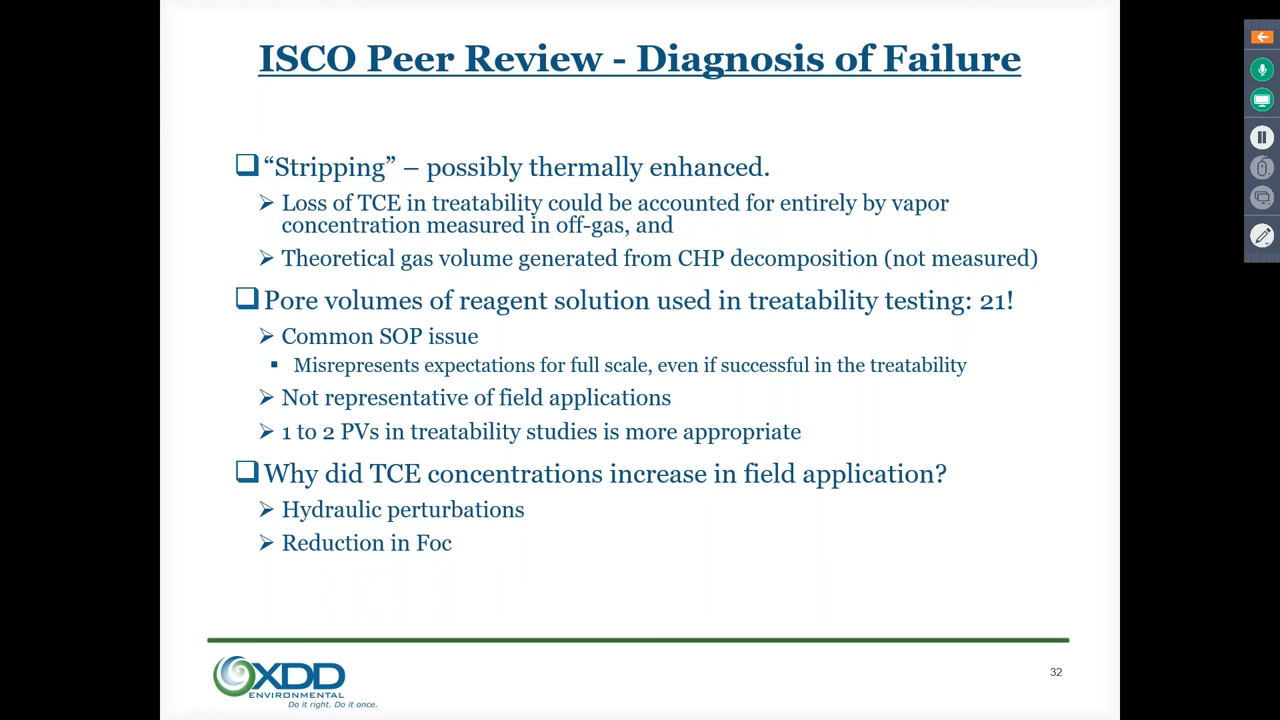 ISCO Peer Review - Diagnosis of Failure
“Stripping” – possibly thermally enhanced.
Loss of TCE in treatability could be accounted for entirely by vapor
concentration measured in off-gas, and
Theoretical gas volume generated from CHP decomposition (not measured)
Pore volumes of reagent solution used in treatability testing: 21!
Common SOP issue
Misrepresents expectations for full scale, even if successful in the treatability
Not representative of field applications
1 to 2 PVs in treatability studies is more appropriate
Why did TCE concentrations increase in field application?
Hydraulic perturbations
Reduction in Foc
XDD
ENVIRONMENTAL
Do it right. Do it once.
32